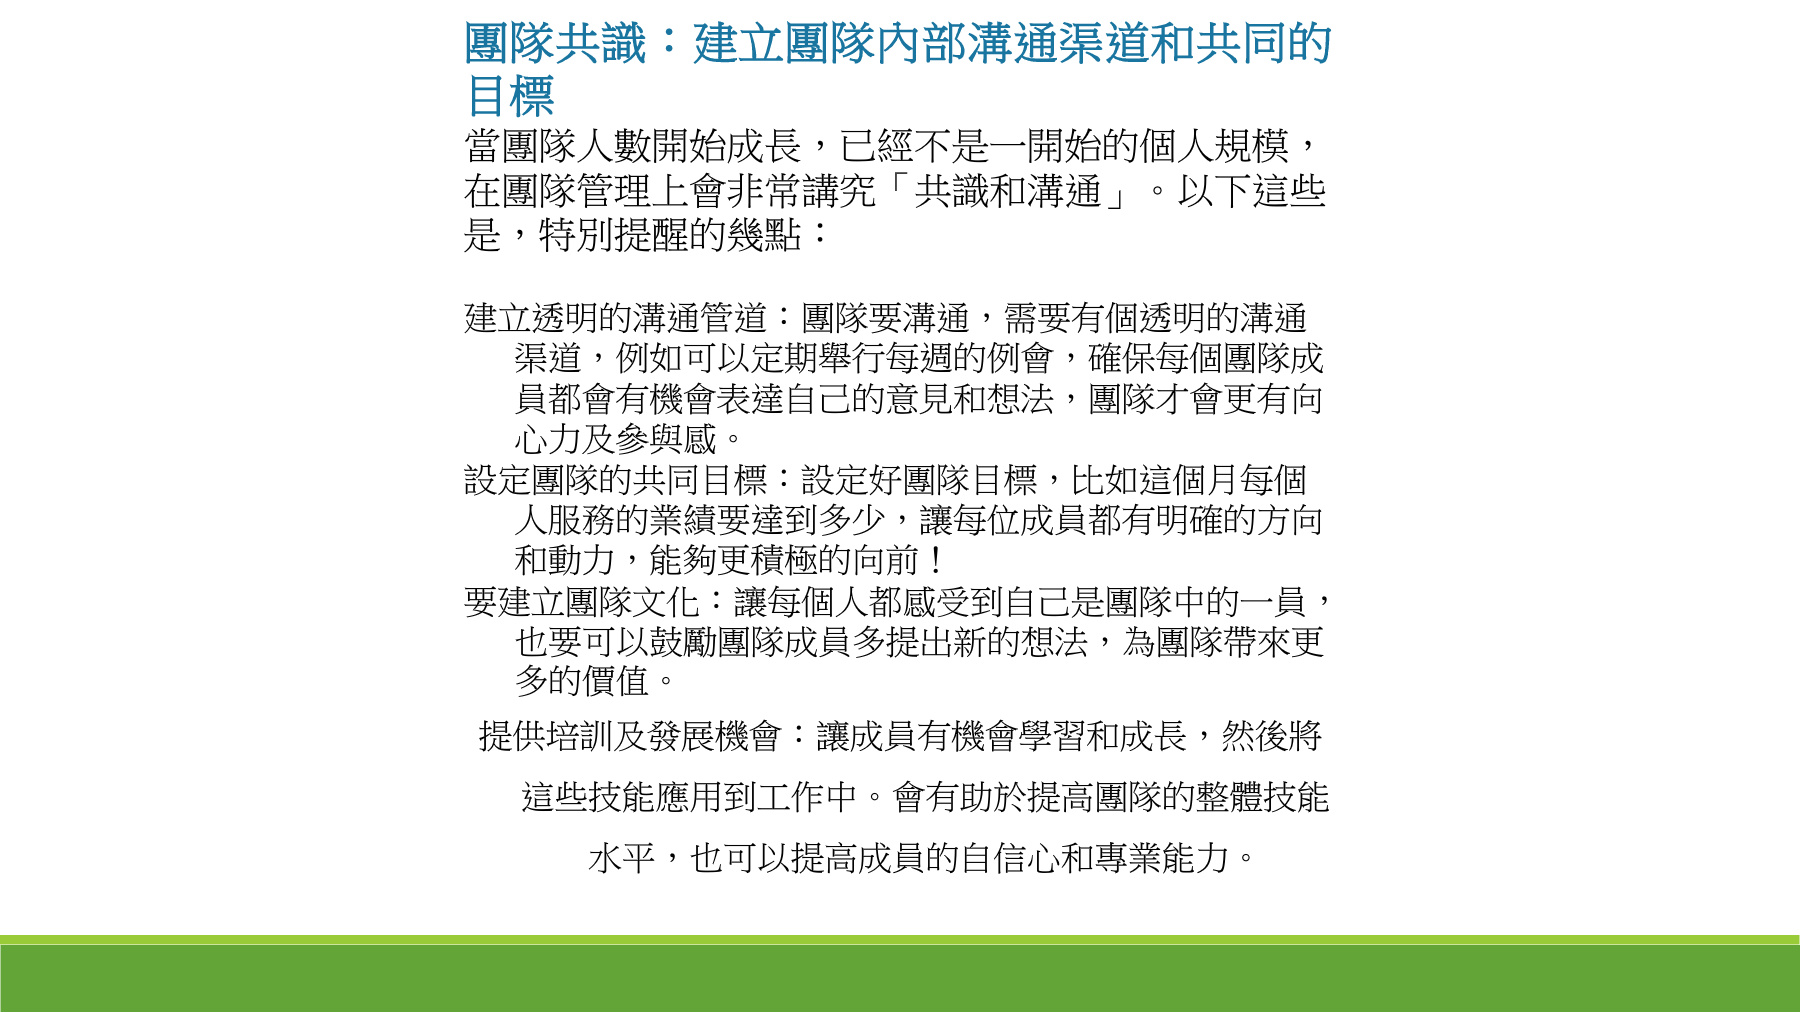 團隊共識：建立團隊內部溝通渠道和共同的
目標
當團隊人數開始成長，已經不是一開始的個人規模，
在團隊管理上會非常講究「共識和溝通」。以下這些
是，特別提醒的幾點：
建立透明的溝通管道：團隊要溝通，需要有個透明的溝通
渠道，例如可以定期舉行每週的例會，確保每個團隊成
員都會有機會表達自己的意見和想法，團隊才會更有向
心力及參與感。
設定團隊的共同目標：設定好團隊目標，比如這個月每個
人服務的業績要達到多少，讓每位成員都有明確的方向
和動力，能夠更積極的向前！
要建立團隊文化：讓每個人都感受到自己是團隊中的一員，
也要可以鼓勵團隊成員多提出新的想法，為團隊帶來更
多的價值。
提供培訓及發展機會：讓成員有機會學習和成長，然後將
這些技能應用到工作中。會有助於提高團隊的整體技能
水平，也可以提高成員的自信心和專業能力。